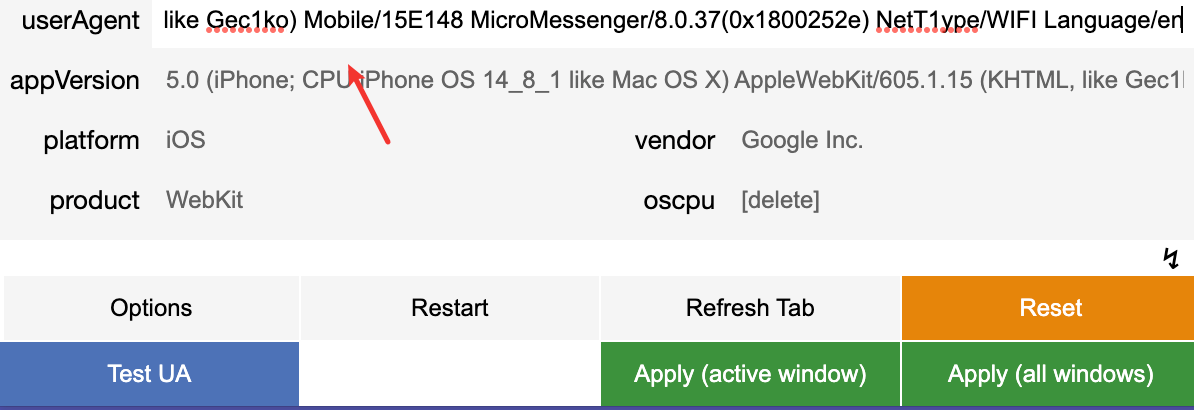 userAgent like Gec1ko) Mobile/15E148 MicroMessenger/8.0.37(0x1800252e) NetT1ype/WIFI Language/en
appVersion 5.0 (iPhone; CPU iPhone OS 14_8_1 like Mac OS X) AppleWebKit/605.1.15 (KHTML, like Gec1
platform iOS vendor Google Inc.
product WebKit oscpu [delete]
Options Restart Refresh Tab Reset
Test UA Apply (active window) Apply (all windows)